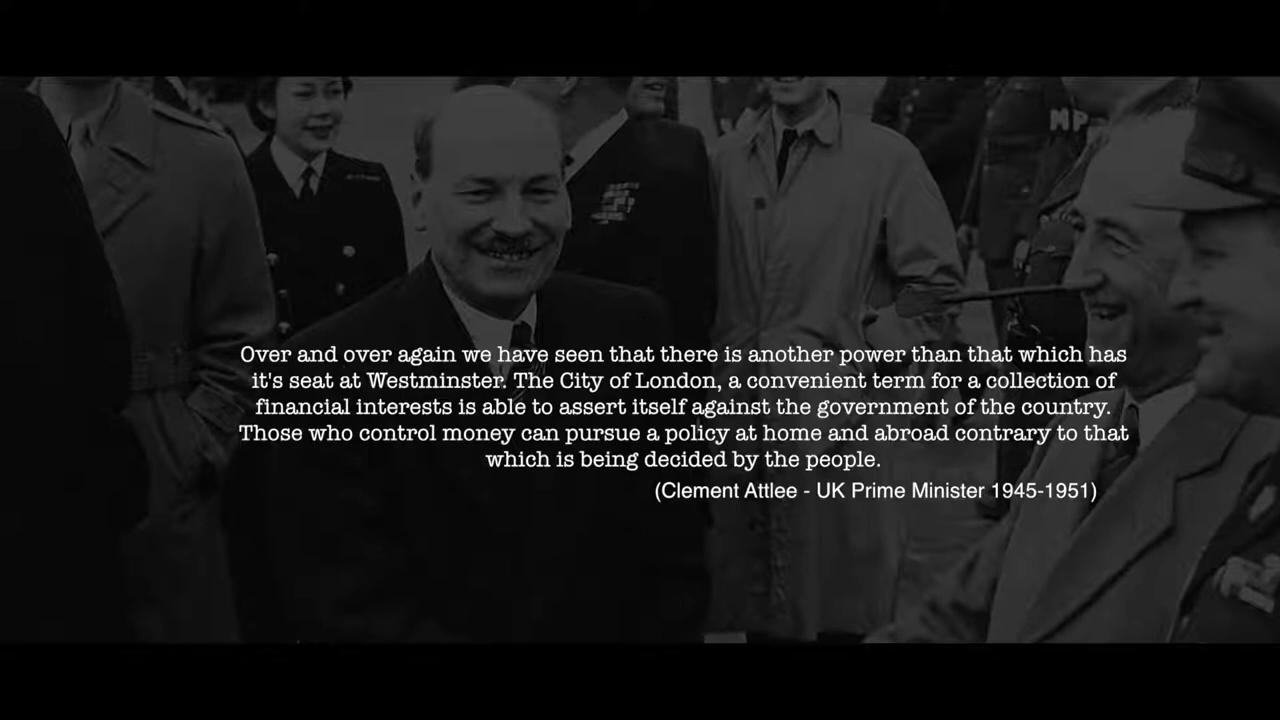 MP
Over and over again we have seen that there is another power than that which has
it's seat at Westminster. The City of London, a convenient term for a collection of
financial interests is able to assert itself against the government of the country.
Those who control money can pursue a policy at home and abroad contrary to that
which is being decided by the people.
(Clement Attlee - UK Prime Minister 1945-1951)